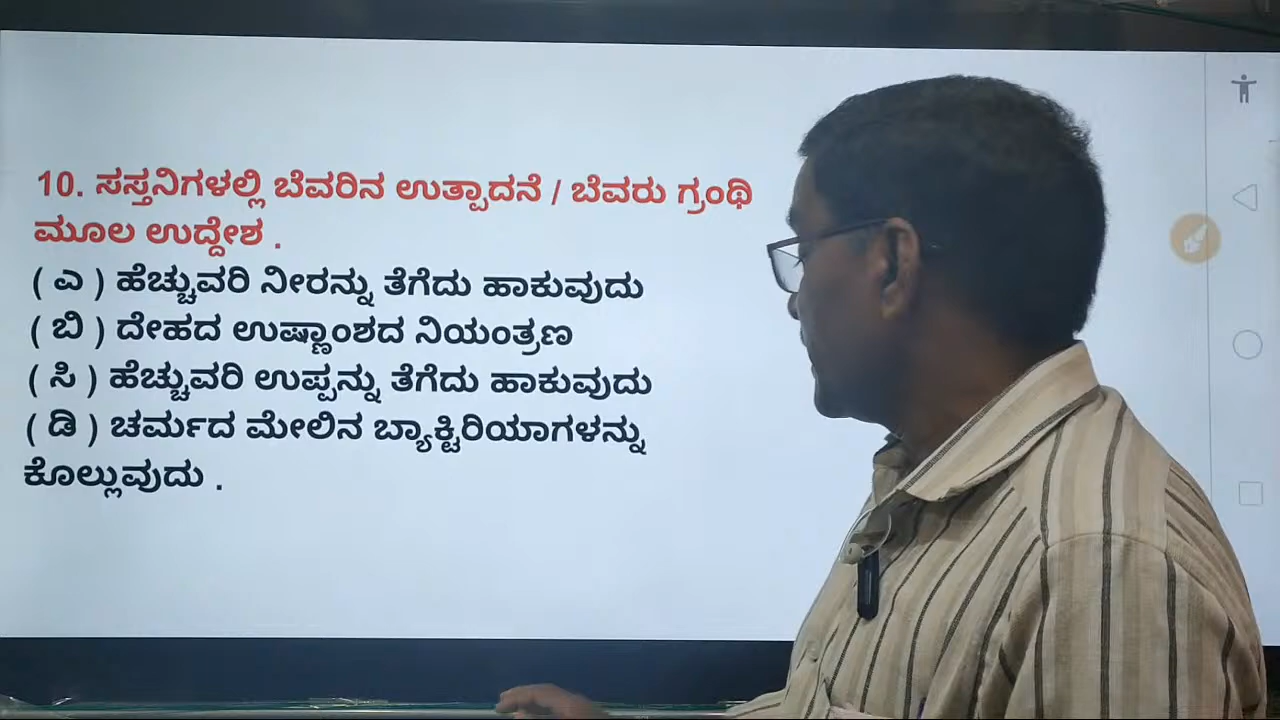 10. ಸಸ್ತನಿಗಳಲ್ಲಿ ಬೆವರಿನ ಉತ್ಪಾದನೆ / ಬೆವರು ಗ್ರಂಥಿ
ಮೂಲ ಉದ್ದೇಶ .
( ಎ ) ಹೆಚ್ಚುವರಿ ನೀರನ್ನು ತೆಗೆದು ಹಾಕುವುದು
( ಬಿ ) ದೇಹದ ಉಷ್ಣಾಂಶದ ನಿಯಂತ್ರಣ
( ಸಿ ) ಹೆಚ್ಚುವರಿ ಉಪ್ಪನ್ನು ತೆಗೆದು ಹಾಕುವುದು
( ಡಿ ) ಚರ್ಮದ ಮೇಲಿನ ಬ್ಯಾಕ್ಟಿರಿಯಾಗಳನ್ನು
ಕೊಲ್ಲುವುದು .